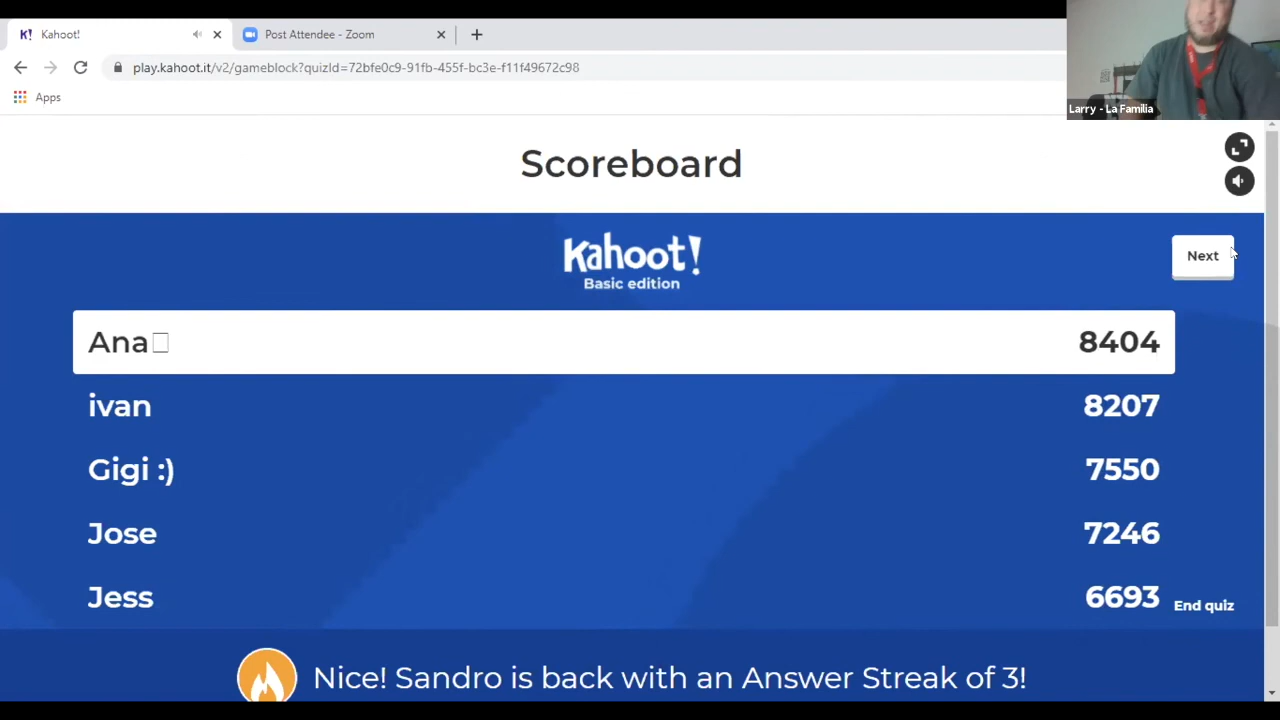 Kahoot!
Post Attendee - Zoom
play.kahoot.it/v2/gameblock?quizId=72bfe0c9-91fb-455f-bc3e-f11f49672c98
Apps
Larry - La Familia
Scoreboard
Kahoot!
Basic edition
Next
Ana□ 8404
ivan 8207
Gigi :) 7550
Jose 7246
Jess 6693
End quiz
Nice! Sandro is back with an Answer Streak of 3!